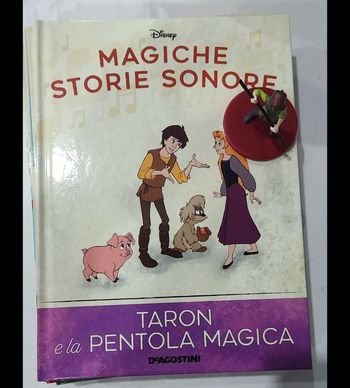 Disney
MAGICHE
STORIE SONORE
TARON
e la PENTOLA MAGICA
DeAGOSTINI